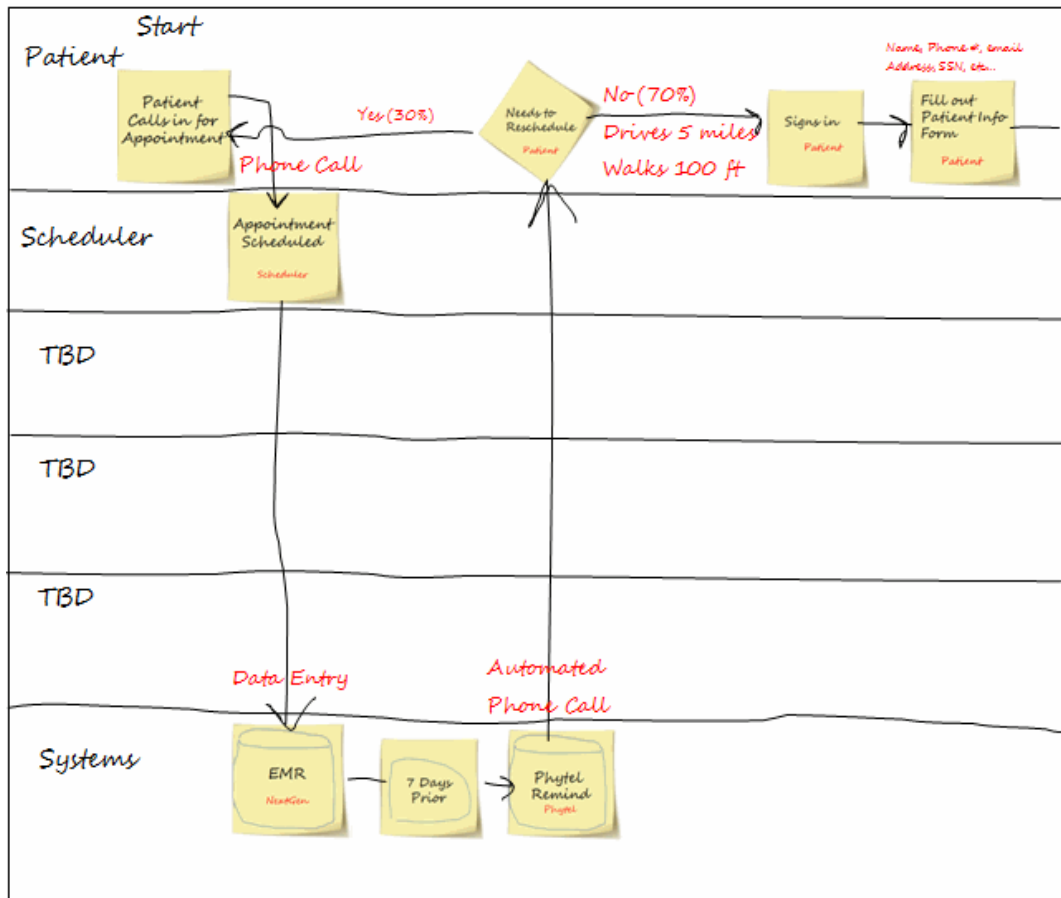 Start
Patient
Patient
Calls in for
Appointment
Yes (30%)
Needs to
Reschedule
Patient
No (70%)
Drives 5 miles
Walks 100 ft
Signs in
Patient
Name, Phone #, email
Address, SSN, etc...
Fill out
Patient Info
Form
Patient
Phone Call
Scheduler
Appointment
Scheduled
Scheduler
TBD
TBD
TBD
Data Entry
Automated
Phone Call
Systems
EMR
NextGen
7 Days
Prior
Phytel
Remind
Phytel